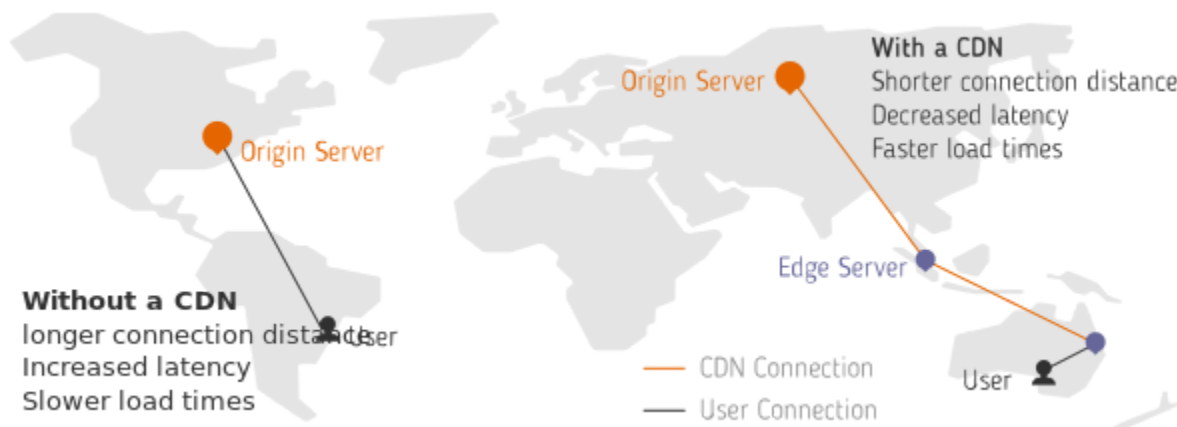 With a CDN
Shorter connection distance
Decreased latency
Faster load times
Origin Server
Origin Server
Edge Server
Without a CDN
longer connection distance
Increased latency
Slower load times
User
User
CDN Connection
User Connection